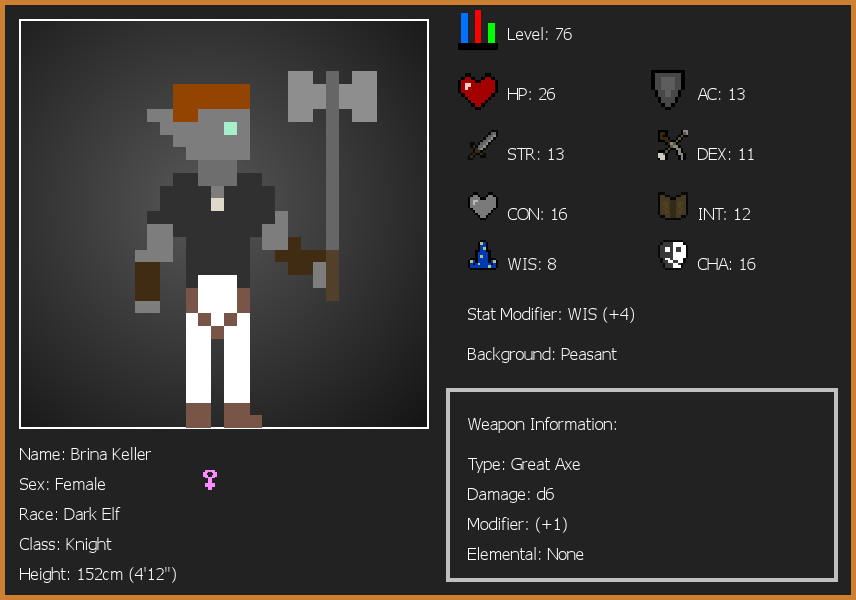 Level: 76
HP: 26
AC: 13
STR: 13
DEX: 11
CON: 16
INT: 12
WIS: 8
CHA: 16
Stat Modifier: WIS (+4)
Background: Peasant
Weapon Information:
Type: Great Axe
Damage: d6
Modifier: (+1)
Elemental: None
Name: Brina Keller
Sex: Female
Race: Dark Elf
Class: Knight
Height: 152cm (4'12")